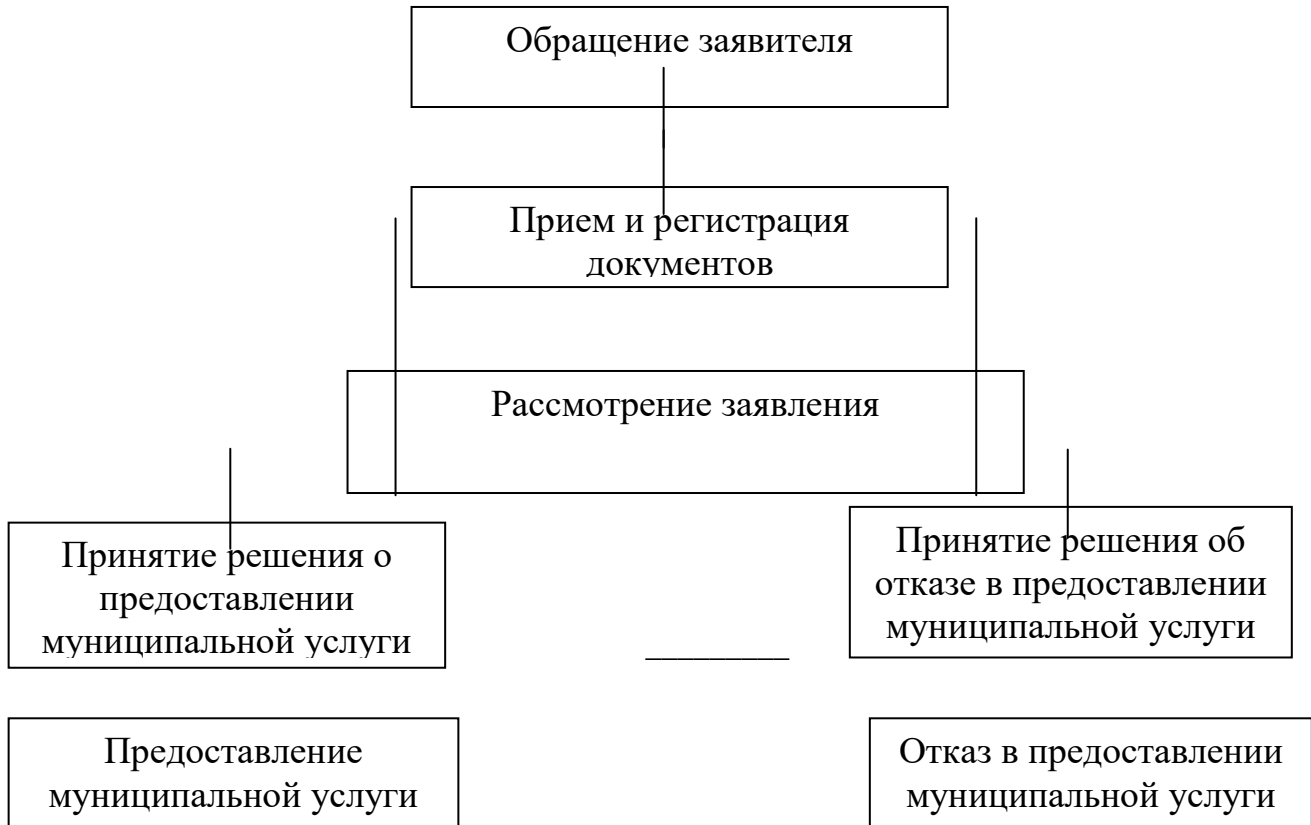 Обращение заявителя
Прием и регистрация
документов
Рассмотрение заявления
Принятие решения о
предоставлении
муниципальной услуги
Принятие решения об
отказе в предоставлении
муниципальной услуги
_________
Предоставление
муниципальной услуги
Отказ в предоставлении
муниципальной услуги